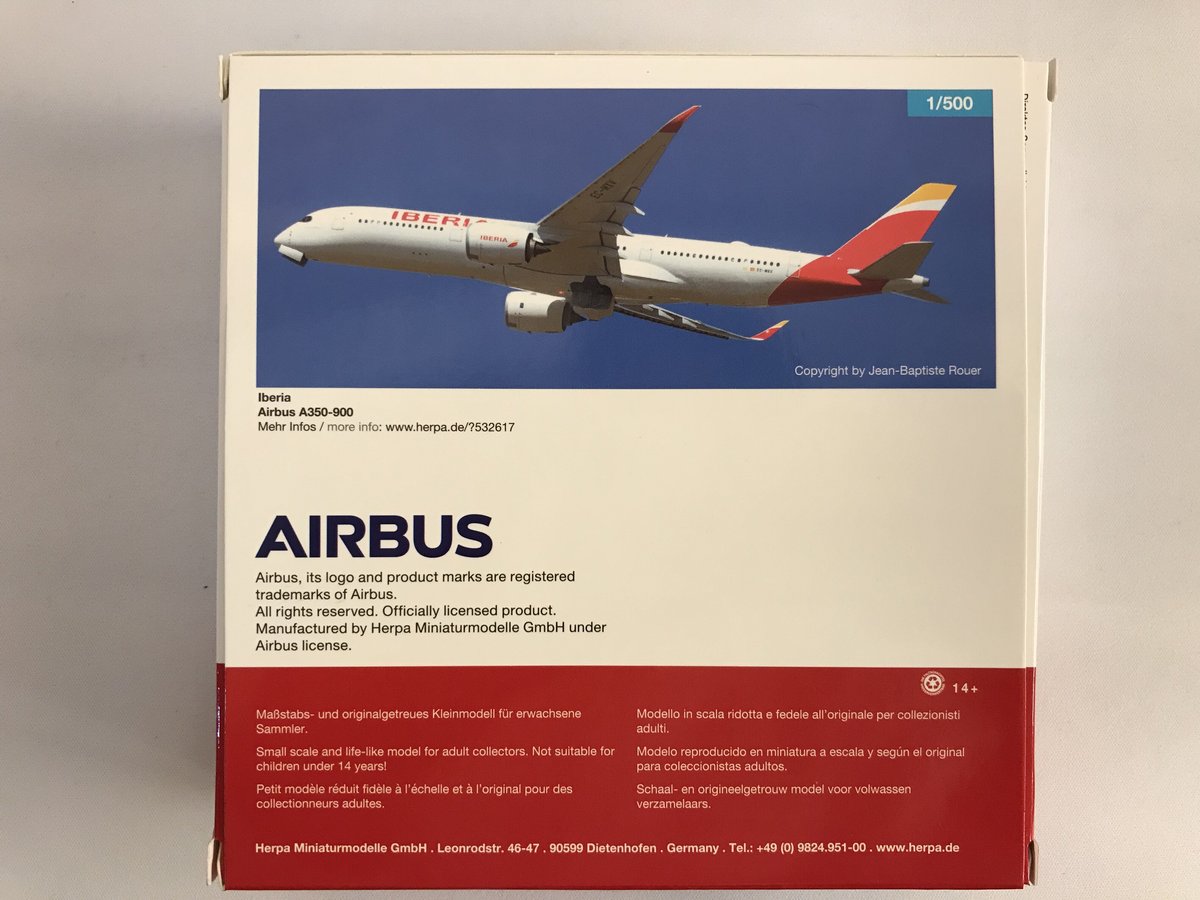 1/500
IBERIA
IBERIA
Copyright by Jean-Baptiste Rouer
Iberia
Airbus A350-900
Mehr Infos / more info: www.herpa.de/?532617
AIRBUS
Airbus, its logo and product marks are registered
trademarks of Airbus.
All rights reserved. Officially licensed product.
Manufactured by Herpa Miniaturmodelle GmbH under
Airbus license.
14+
Maßstabs- und originalgetreues Kleinmodell für erwachsene
Sammler.
Small scale and life-like model for adult collectors. Not suitable for
children under 14 years!
Petit modèle réduit fidèle à l'échelle et à l'original pour des
collectionneurs adultes.
Modello in scala ridotta e fedele all'originale per collezionisti
adulti.
Modelo reproducido en miniatura a escala y según el original
para coleccionistas adultos.
Schaal- en origineelgetrouw model voor volwassen
verzamelaars.
Herpa Miniaturmodelle GmbH . Leonrodstr. 46-47 . 90599 Dietenhofen . Germany . Tel.: +49 (0) 9824.951-00 . www.herpa.de